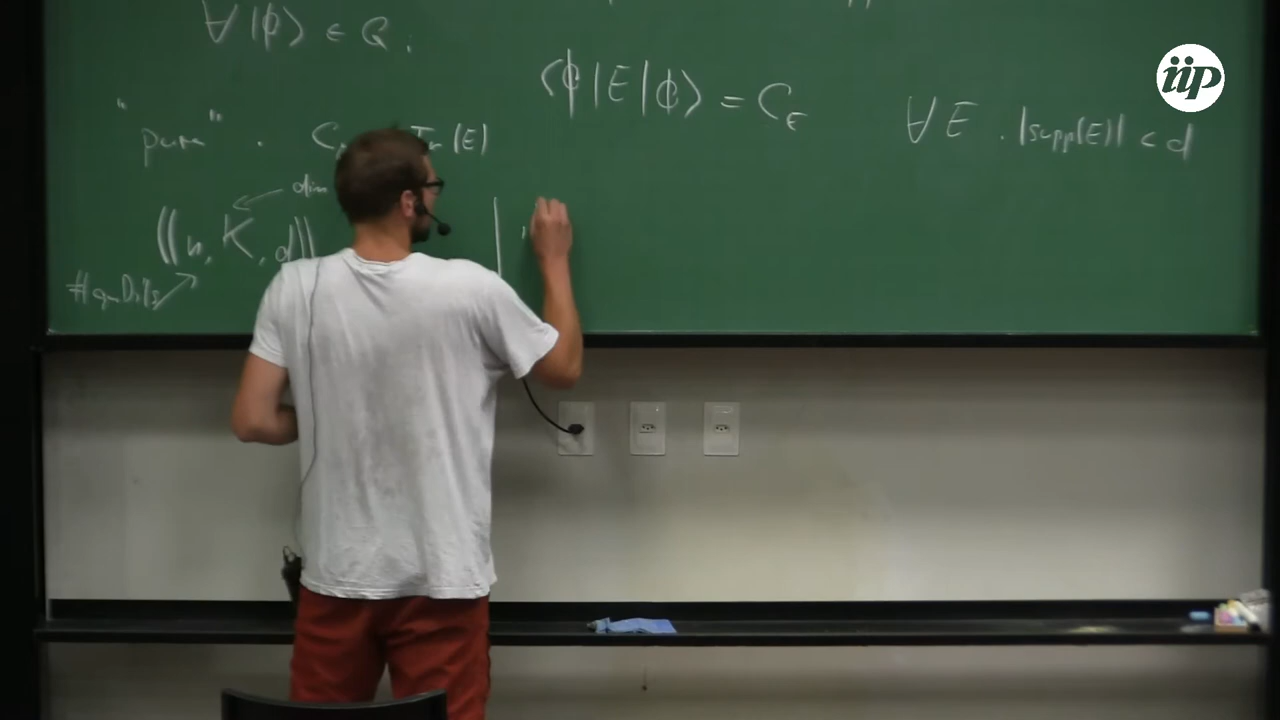 ∀|ϕ⟩ ∈ Q.
⟨ϕ|E|ϕ⟩ = C_E ∀E. |supp(E)| < d
"pure". (E)
dim
((n, K, d))
#quDits
iip